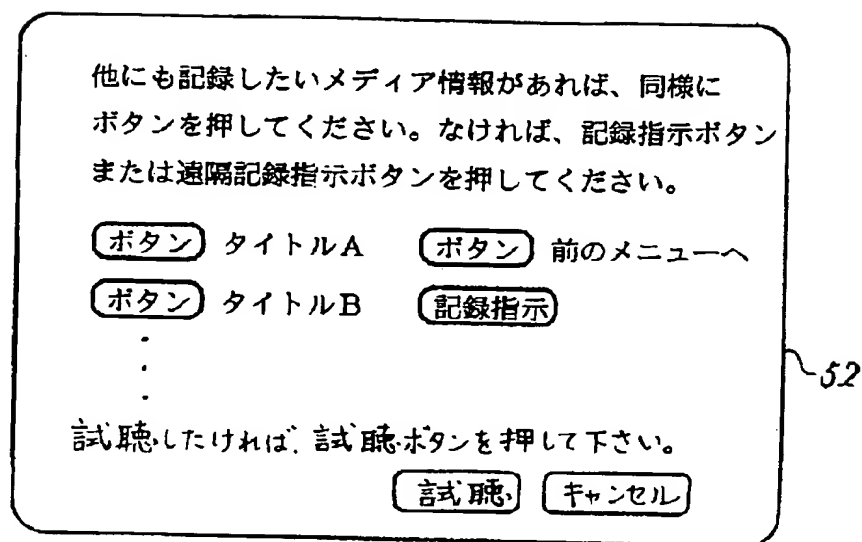 他にも記録したいメディア情報があれば、同様に
ボタンを押してください。なければ、記録指示ボタン
または遠隔記録指示ボタンを押してください。
ボタン タイトルA ボタン 前のメニューへ
ボタン タイトルB 記録指示
52
試聴したければ、試聴ボタンを押して下さい。
試聴 キャンセル